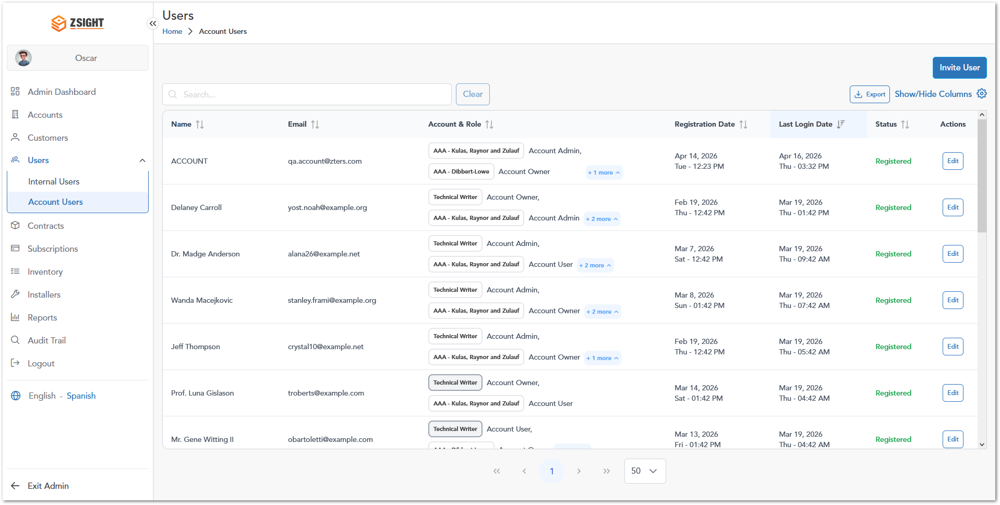 ZSIGHT
Oscar
Admin Dashboard
Accounts
Customers
Users
Internal Users
Account Users
Contracts
Subscriptions
Inventory
Installers
Reports
Audit Trail
Logout
English - Spanish
Exit Admin
Users
Home > Account Users
Invite User
Search...
Clear
Export
Show/Hide Columns
Name Email Account & Role Registration Date Last Login Date Status Actions
ACCOUNT
qa.account@zters.com
AAA - Kulas, Raynor and Zulauf Account Admin,
AAA - Dibbert-Lowe Account Owner + 1 more
Apr 14, 2026
Tue - 12:23 PM
Apr 16, 2026
Thu - 03:32 PM
Registered
Edit
Delaney Carroll
yost.noah@example.org
Technical Writer Account Owner,
AAA - Kulas, Raynor and Zulauf Account Admin + 2 more
Feb 19, 2026
Thu - 12:42 PM
Mar 19, 2026
Thu - 01:42 PM
Registered
Edit
Dr. Madge Anderson
alana26@example.net
Technical Writer Account Admin,
AAA - Kulas, Raynor and Zulauf Account User + 2 more
Mar 7, 2026
Sat - 12:42 PM
Mar 19, 2026
Thu - 09:42 AM
Registered
Edit
Wanda Macejkovic
stanley.frami@example.org
Technical Writer Account Admin,
AAA - Kulas, Raynor and Zulauf Account Owner + 2 more
Mar 8, 2026
Sun - 01:42 PM
Mar 19, 2026
Thu - 07:42 AM
Registered
Edit
Jeff Thompson
crystal10@example.net
Technical Writer Account Admin,
AAA - Kulas, Raynor and Zulauf Account Owner + 1 more
Feb 19, 2026
Thu - 12:42 PM
Mar 19, 2026
Thu - 05:42 AM
Registered
Edit
Prof. Luna Gislason
troberts@example.com
Technical Writer Account Owner,
AAA - Kulas, Raynor and Zulauf Account User
Mar 14, 2026
Sat - 01:42 PM
Mar 19, 2026
Thu - 04:42 AM
Registered
Edit
Mr. Gene Witting II
obartoletti@example.com
Technical Writer Account User,
Mar 13, 2026
Fri - 01:42 PM
Mar 19, 2026
Thu - 04:42 AM
Registered
Edit
1
50